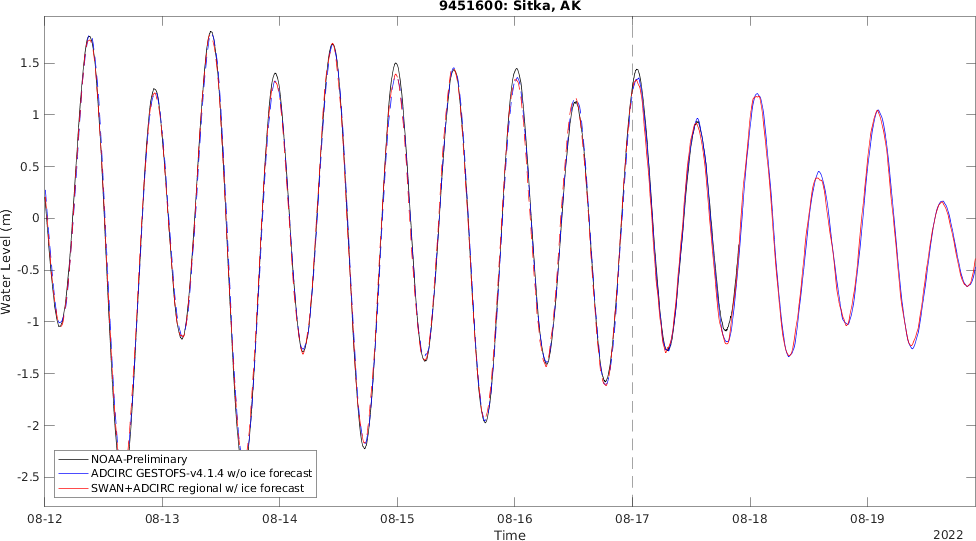 9451600: Sitka, AK
1.5
1
0.5
0
-0.5
-1
-1.5
-2
-2.5
Water Level (m)
NOAA-Preliminary
ADCIRC GESTOFS-v4.1.4 w/o ice forecast
SWAN+ADCIRC regional w/ ice forecast
08-12 08-13 08-14 08-15 08-16 08-17 08-18 08-19
Time
2022